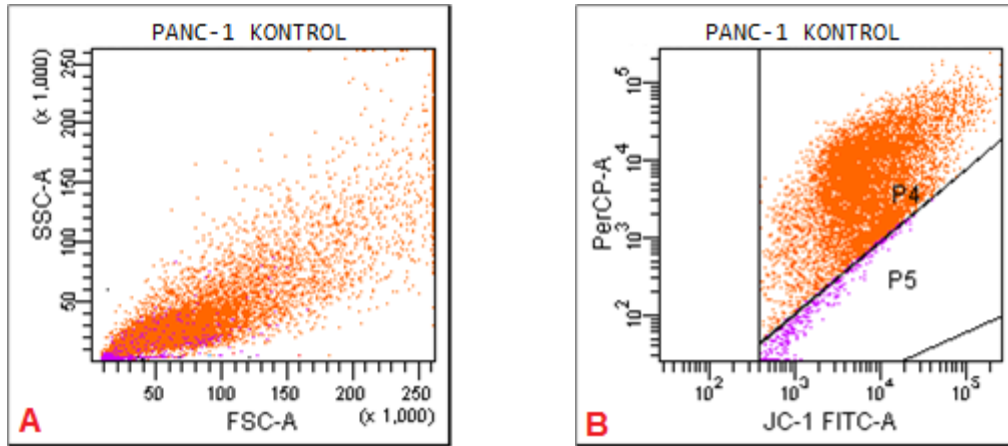 PANC-1 KONTROL
SSC-A
(x 1,000)
250
200
150
100
50
50 100 150 200 250
FSC-A
(x 1,000)
A
PANC-1 KONTROL
PerCP-A
10^5
10^4
10^3
10^2
P4
P5
10^2 10^3 10^4 10^5
JC-1 FITC-A
B